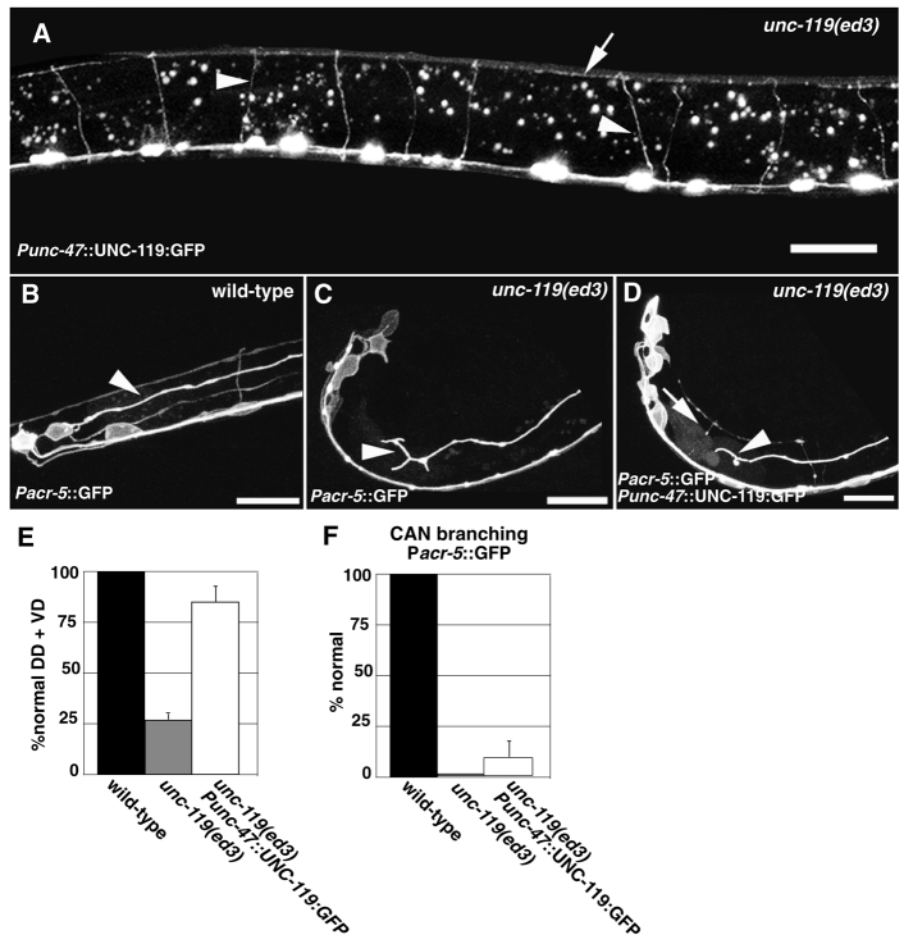 A
unc-119(ed3)
Punc-47::UNC-119:GFP
B
wild-type
Pacr-5::GFP
C
unc-119(ed3)
Pacr-5::GFP
D
unc-119(ed3)
Pacr-5::GFP
Punc-47::UNC-119:GFP
E
%normal DD + VD
100
75
50
25
0
wild-type
unc-119(ed3)
unc-119(ed3)
Punc-47::UNC-119:GFP
F
CAN branching
Pacr-5::GFP
% normal
100
75
50
25
0
wild-type
unc-119(ed3)
unc-119(ed3)
Punc-47::UNC-119:GFP